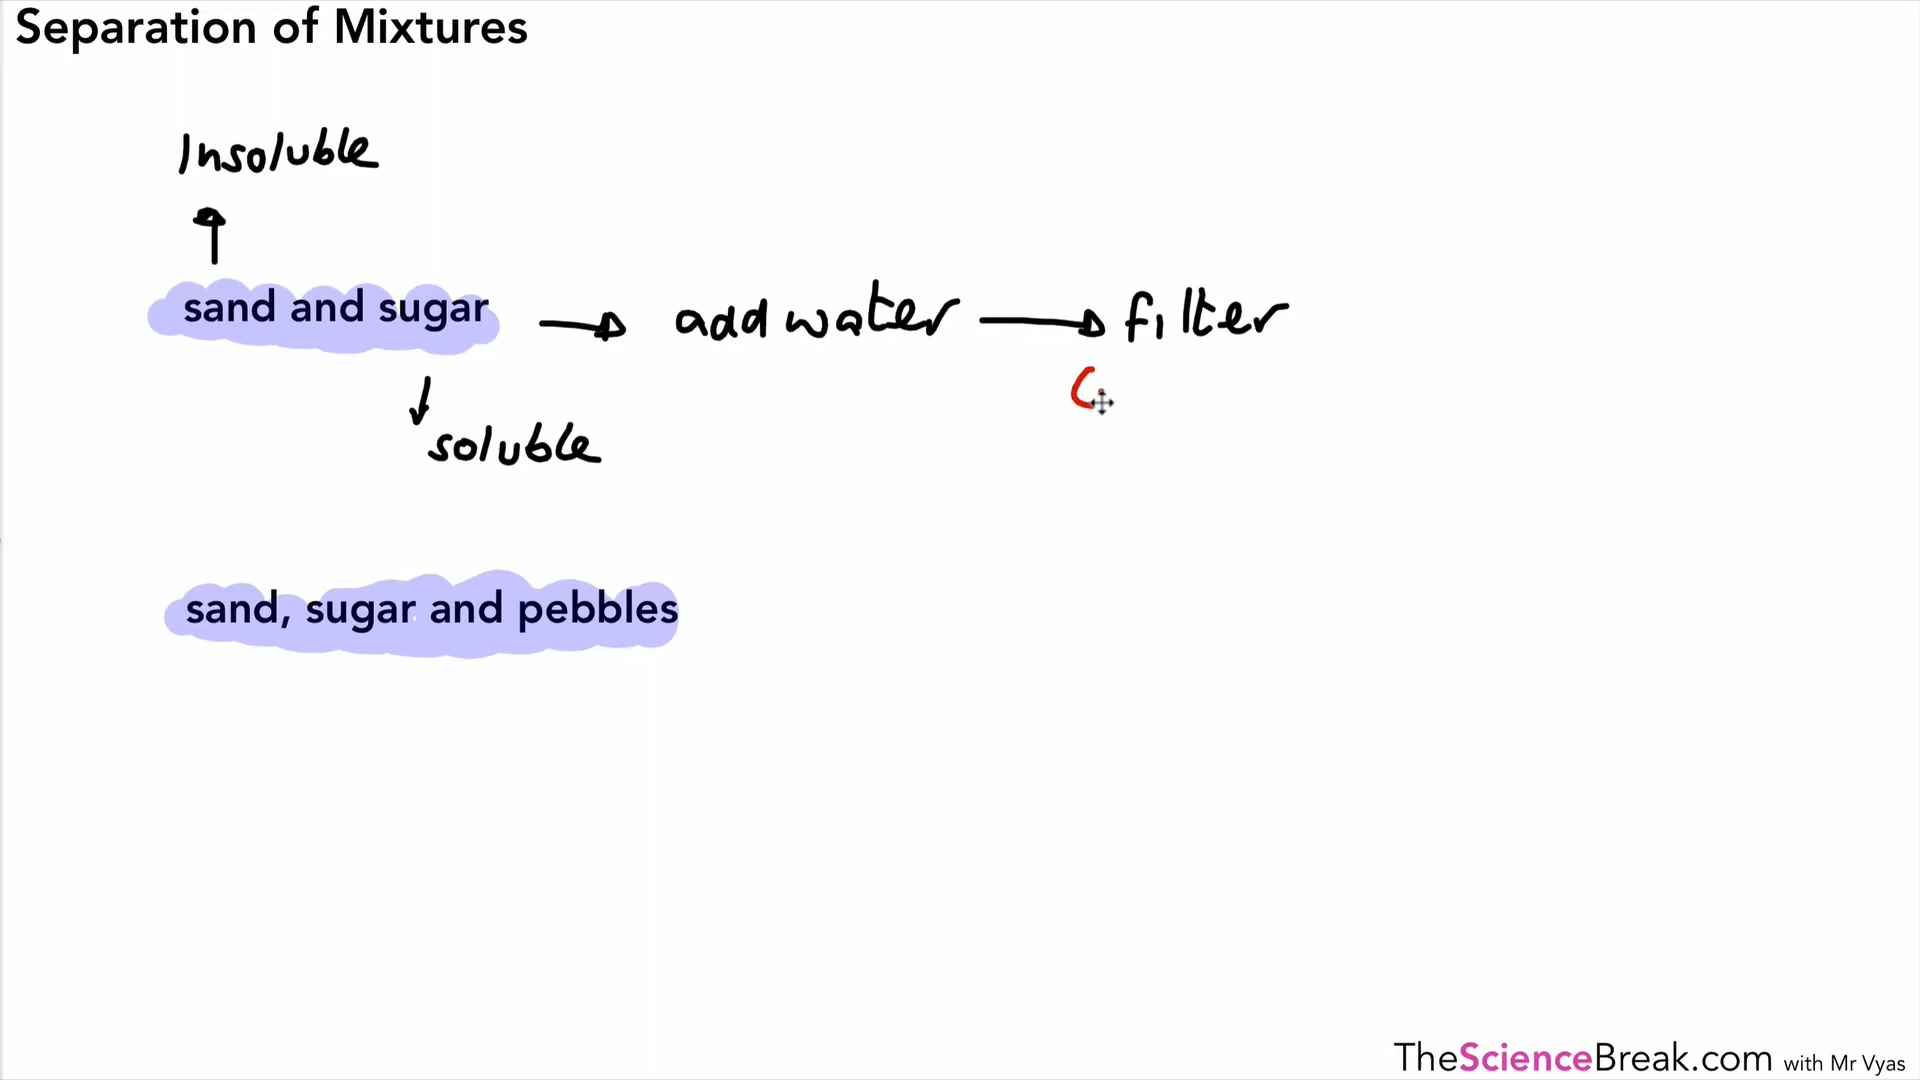 Separation of Mixtures
Insoluble
sand and sugar → add water → filter
(
soluble
sand, sugar and pebbles
TheScienceBreak.com with Mr Vyas